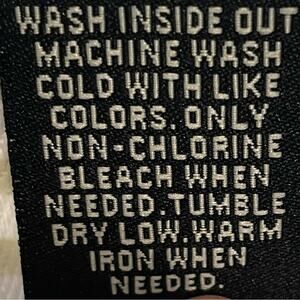 WASH INSIDE OUT
MACHINE WASH
COLD WITH LIKE
COLORS. ONLY
NON-CHLORINE
BLEACH WHEN
NEEDED.TUMBLE
DRY LOW.WARM
IRON WHEN
NEEDED.